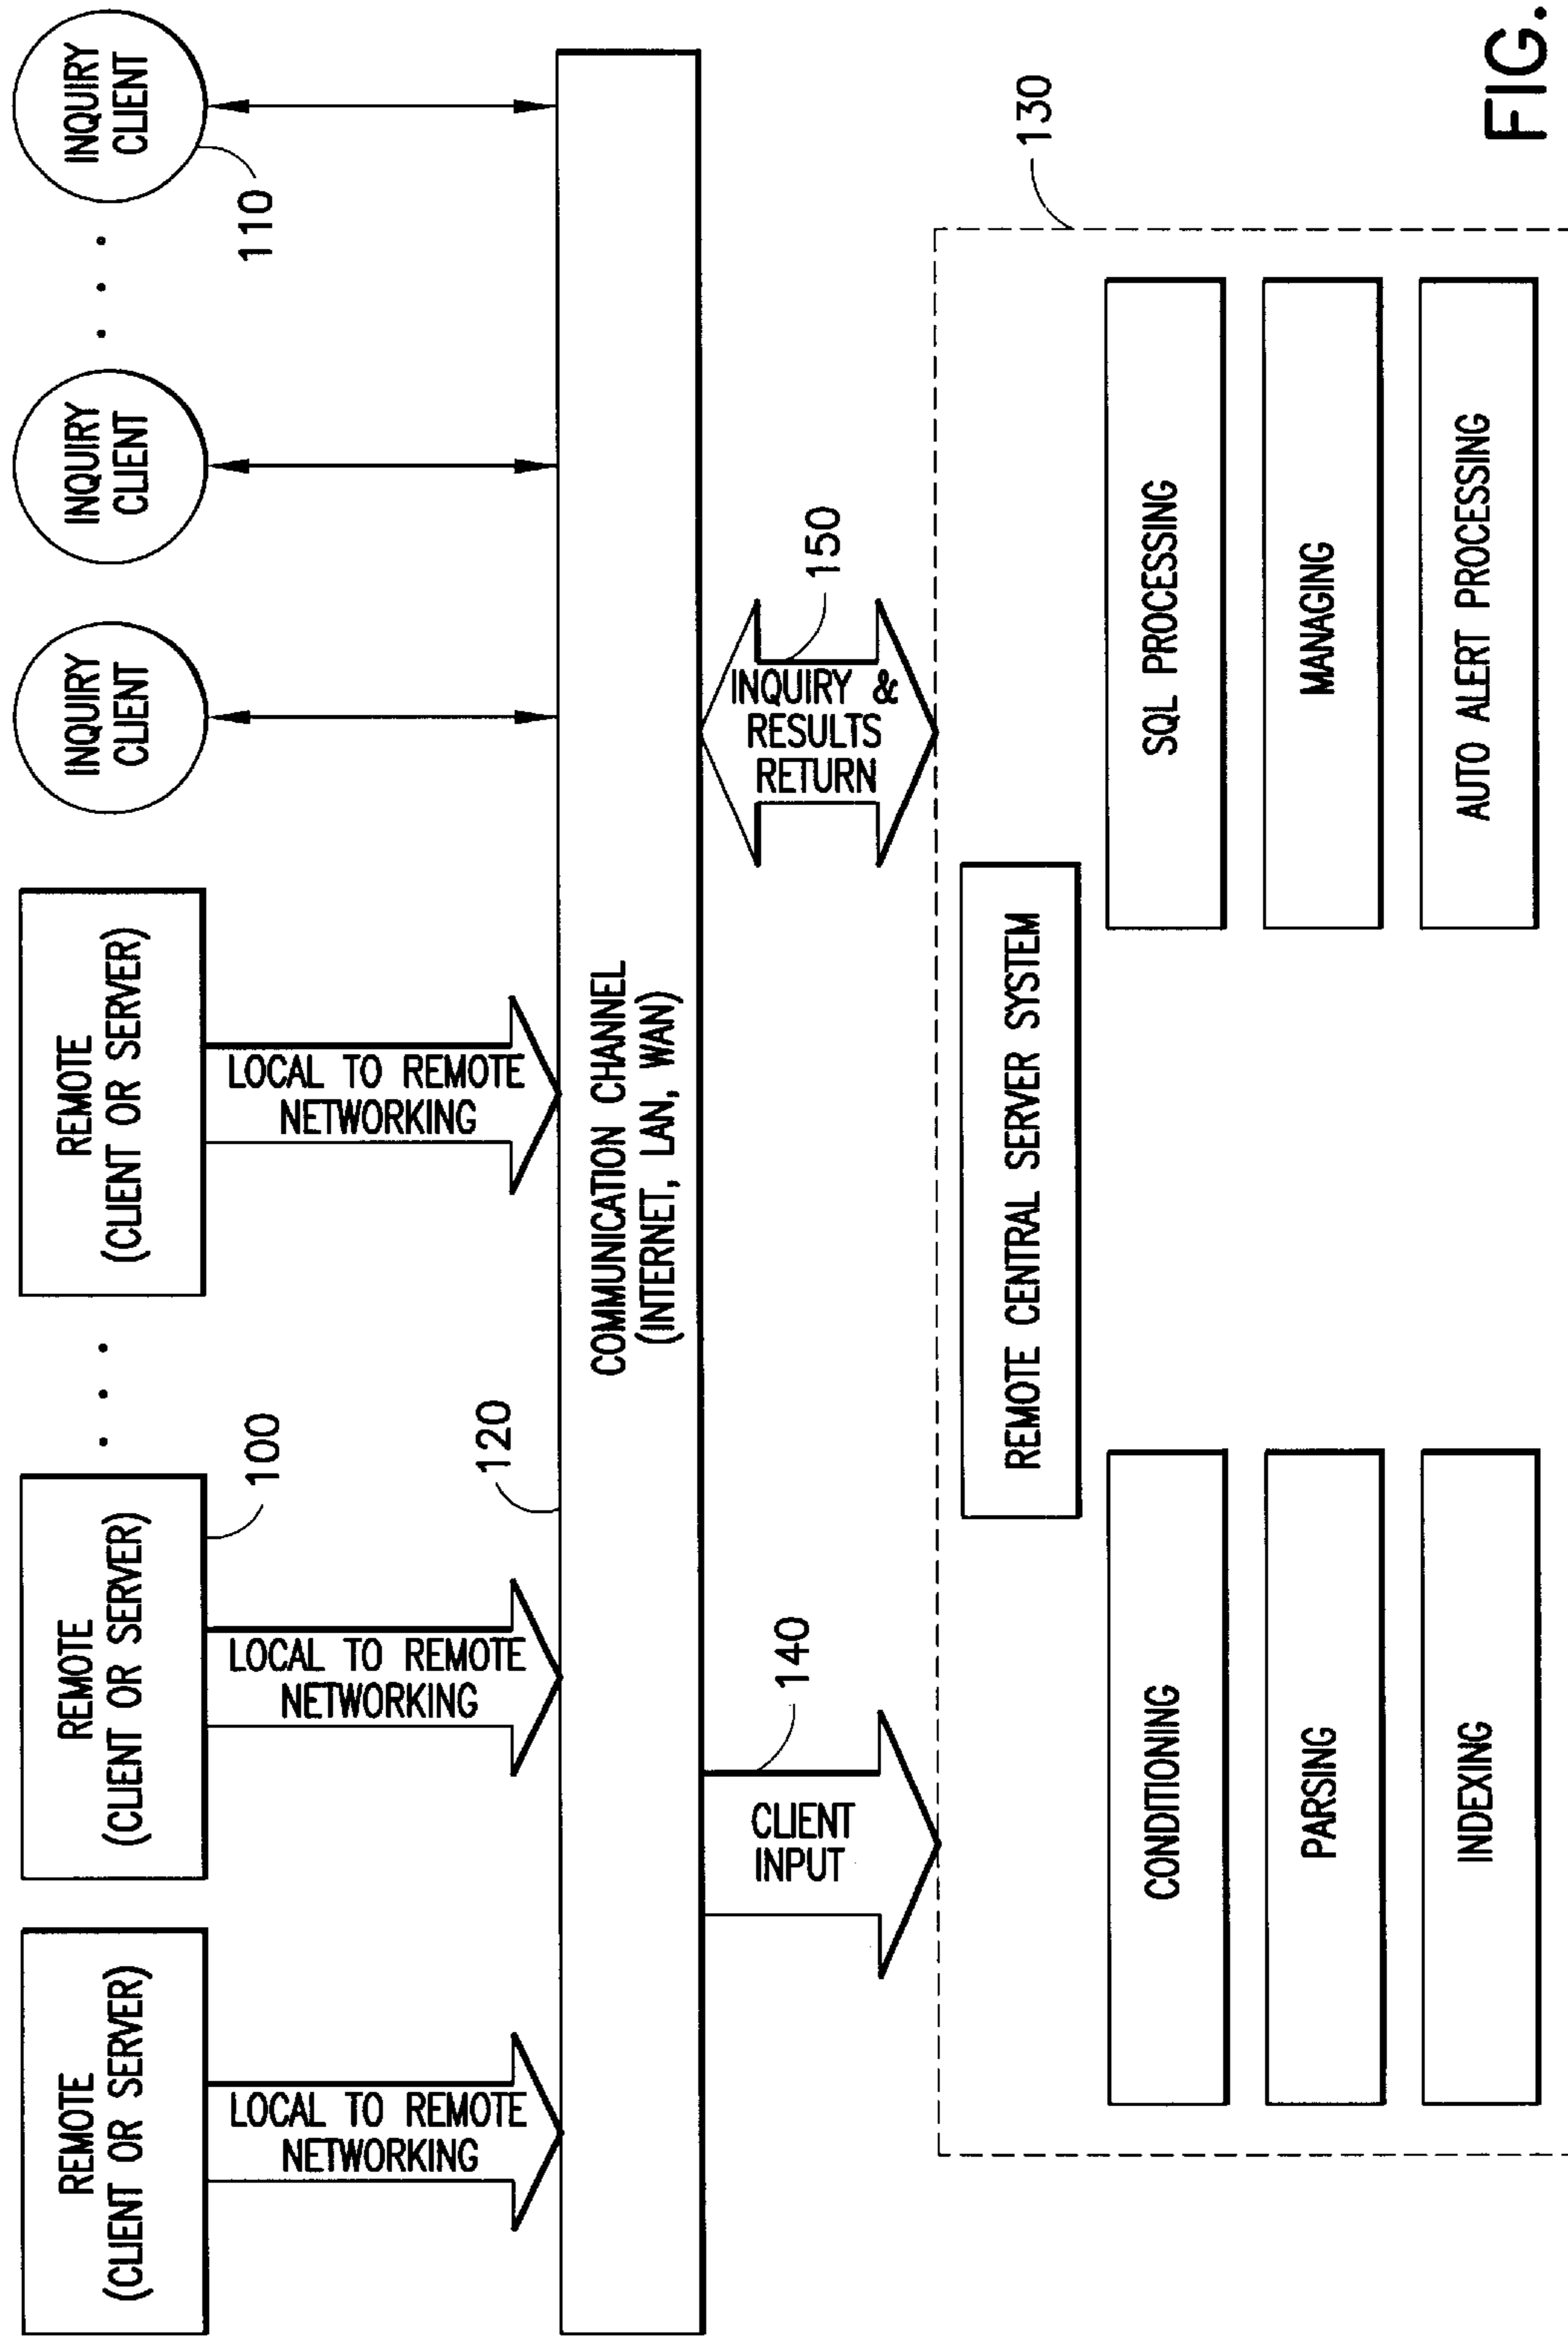 REMOTE
(CLIENT OR SERVER)
REMOTE
(CLIENT OR SERVER)
REMOTE
(CLIENT OR SERVER)
INQUIRY
CLIENT
INQUIRY
CLIENT
INQUIRY
CLIENT
100
110
LOCAL TO REMOTE
NETWORKING
LOCAL TO REMOTE
NETWORKING
LOCAL TO REMOTE
NETWORKING
120
COMMUNICATION CHANNEL
(INTERNET, LAN, WAN)
CLIENT
INPUT
140
INQUIRY &
RESULTS
RETURN
150
130
REMOTE CENTRAL SERVER SYSTEM
CONDITIONING
SQL PROCESSING
PARSING
MANAGING
INDEXING
AUTO ALERT PROCESSING
FIG.